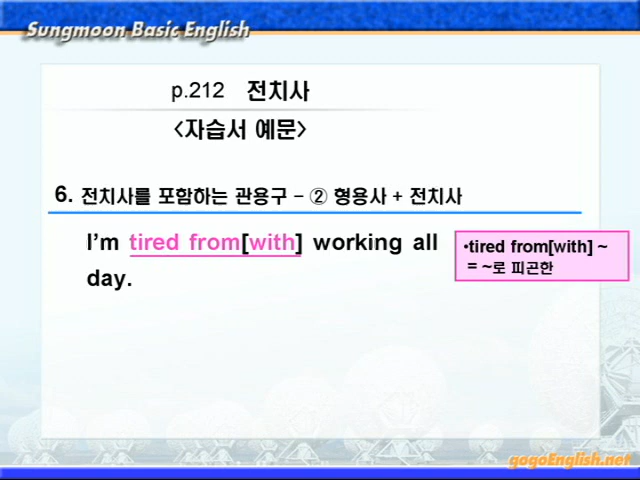 Sungmoon Basic English
p.212 전치사
<자습서 예문>
6. 전치사를 포함하는 관용구 - ② 형용사 + 전치사
I'm tired from[with] working all
day.
•tired from[with] ~
= ~로 피곤한
gogoEnglish.net